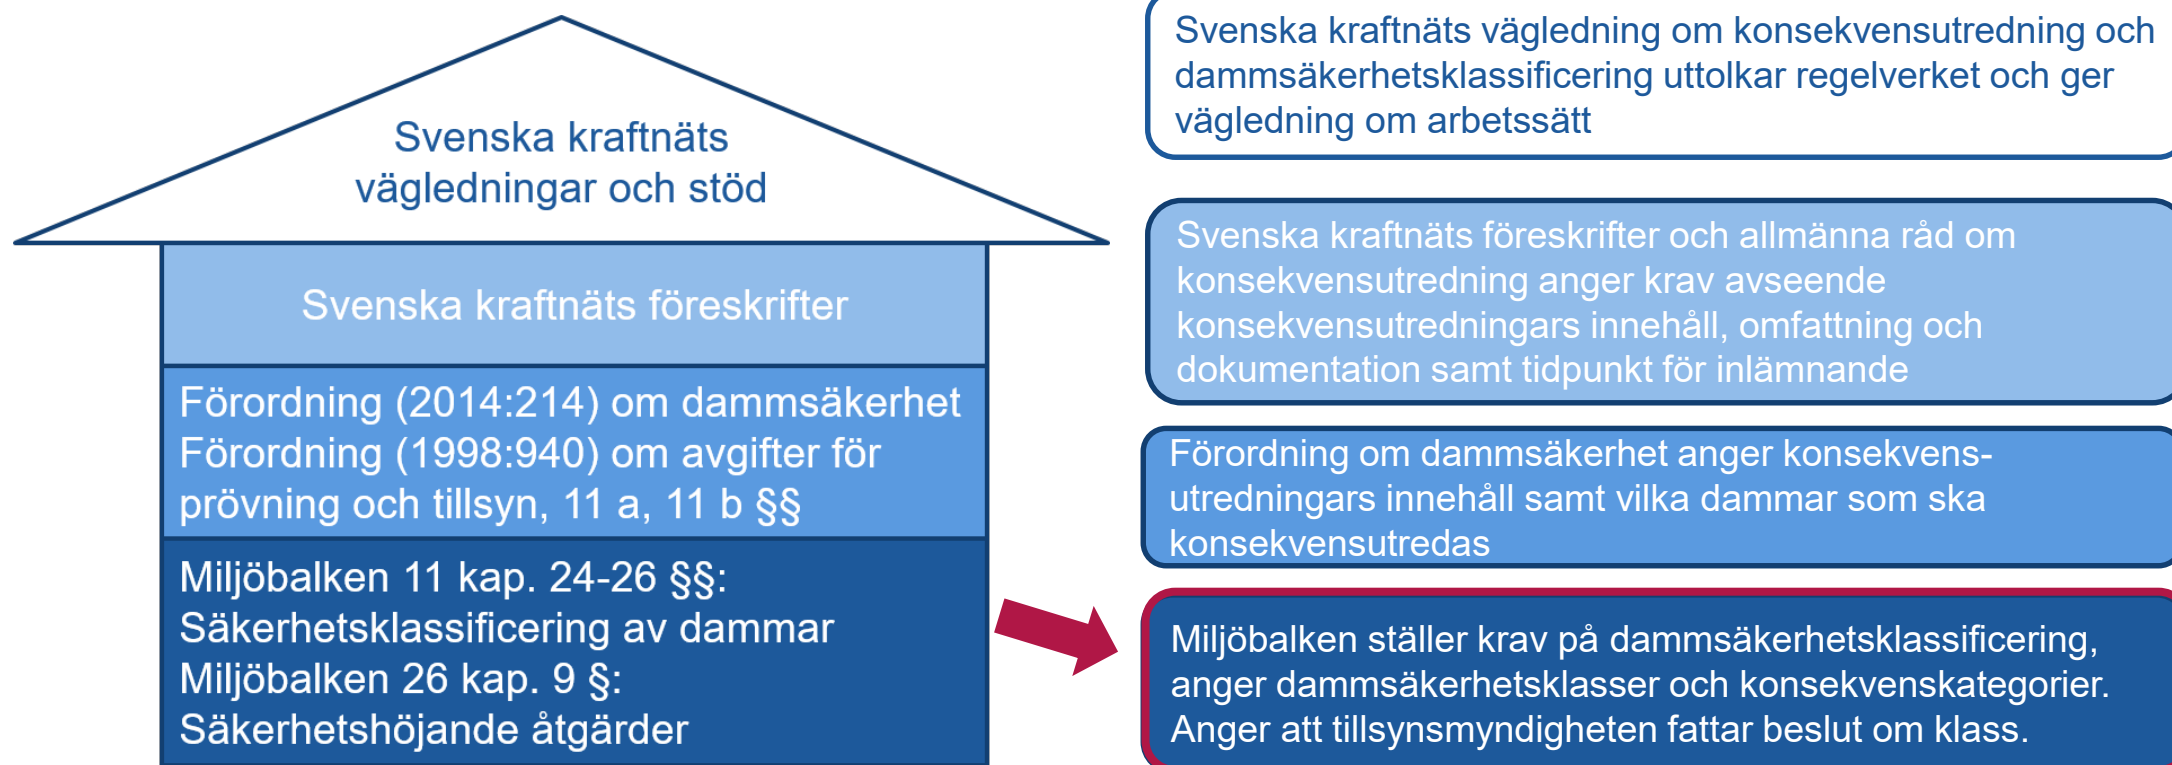 Svenska kraftnäts
vägledningar och stöd
Svenska kraftnäts föreskrifter
Förordning (2014:214) om dammsäkerhet
Förordning (1998:940) om avgifter för
prövning och tillsyn, 11 a, 11 b §§
Miljöbalken 11 kap. 24-26 §§:
Säkerhetsklassificering av dammar
Miljöbalken 26 kap. 9 §:
Säkerhetshöjande åtgärder
Svenska kraftnäts vägledning om konsekvensutredning och
dammsäkerhetsklassificering uttolkar regelverket och ger
vägledning om arbetssätt
Svenska kraftnäts föreskrifter och allmänna råd om
konsekvensutredning anger krav avseende
konsekvensutredningars innehåll, omfattning och
dokumentation samt tidpunkt för inlämnande
Förordning om dammsäkerhet anger konsekvens-
utredningars innehåll samt vilka dammar som ska
konsekvensutredas
Miljöbalken ställer krav på dammsäkerhetsklassificering,
anger dammsäkerhetsklasser och konsekvenskategorier.
Anger att tillsynsmyndigheten fattar beslut om klass.